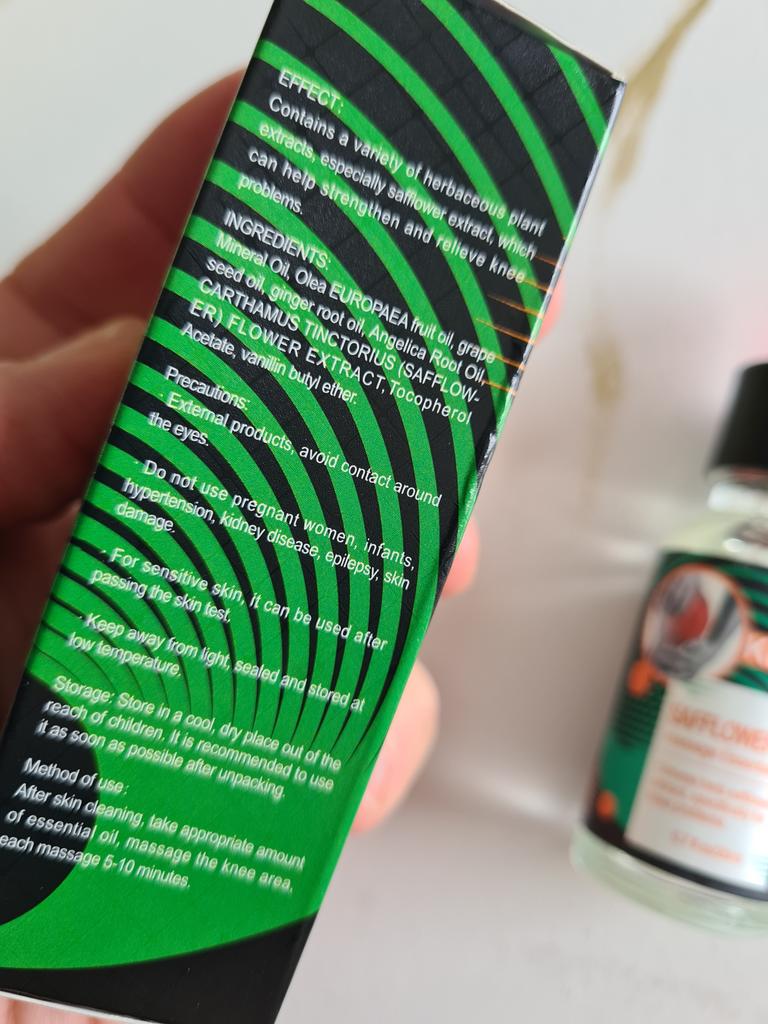 EFFECT:
Contains a variety of herbaceous plant
extracts, especially safflower extract, which
can help strengthen and relieve knee
problems.
INGREDIENTS:
Mineral Oil, Olea EUROPAEA fruit oil, grape
seed oil, ginger root oil, Angelica Root Oil,
CARTHAMUS TINCTORIUS (SAFFLOW-
ER) FLOWER EXTRACT, Tocopherol
Acetate, vanillin butyl ether.
Precautions:
· External products, avoid contact around
the eyes.
· Do not use pregnant women, infants,
hypertension, kidney disease, epilepsy, skin
damage.
· For sensitive skin, it can be used after
passing the skin test.
· Keep away from light, sealed and stored at
low temperature.
Storage: Store in a cool, dry place out of the
reach of children. It is recommended to use
it as soon as possible after unpacking.
Method of use:
After skin cleaning, take appropriate amount
of essential oil, massage the knee area,
each massage 5-10 minutes.
SAFFLOWER